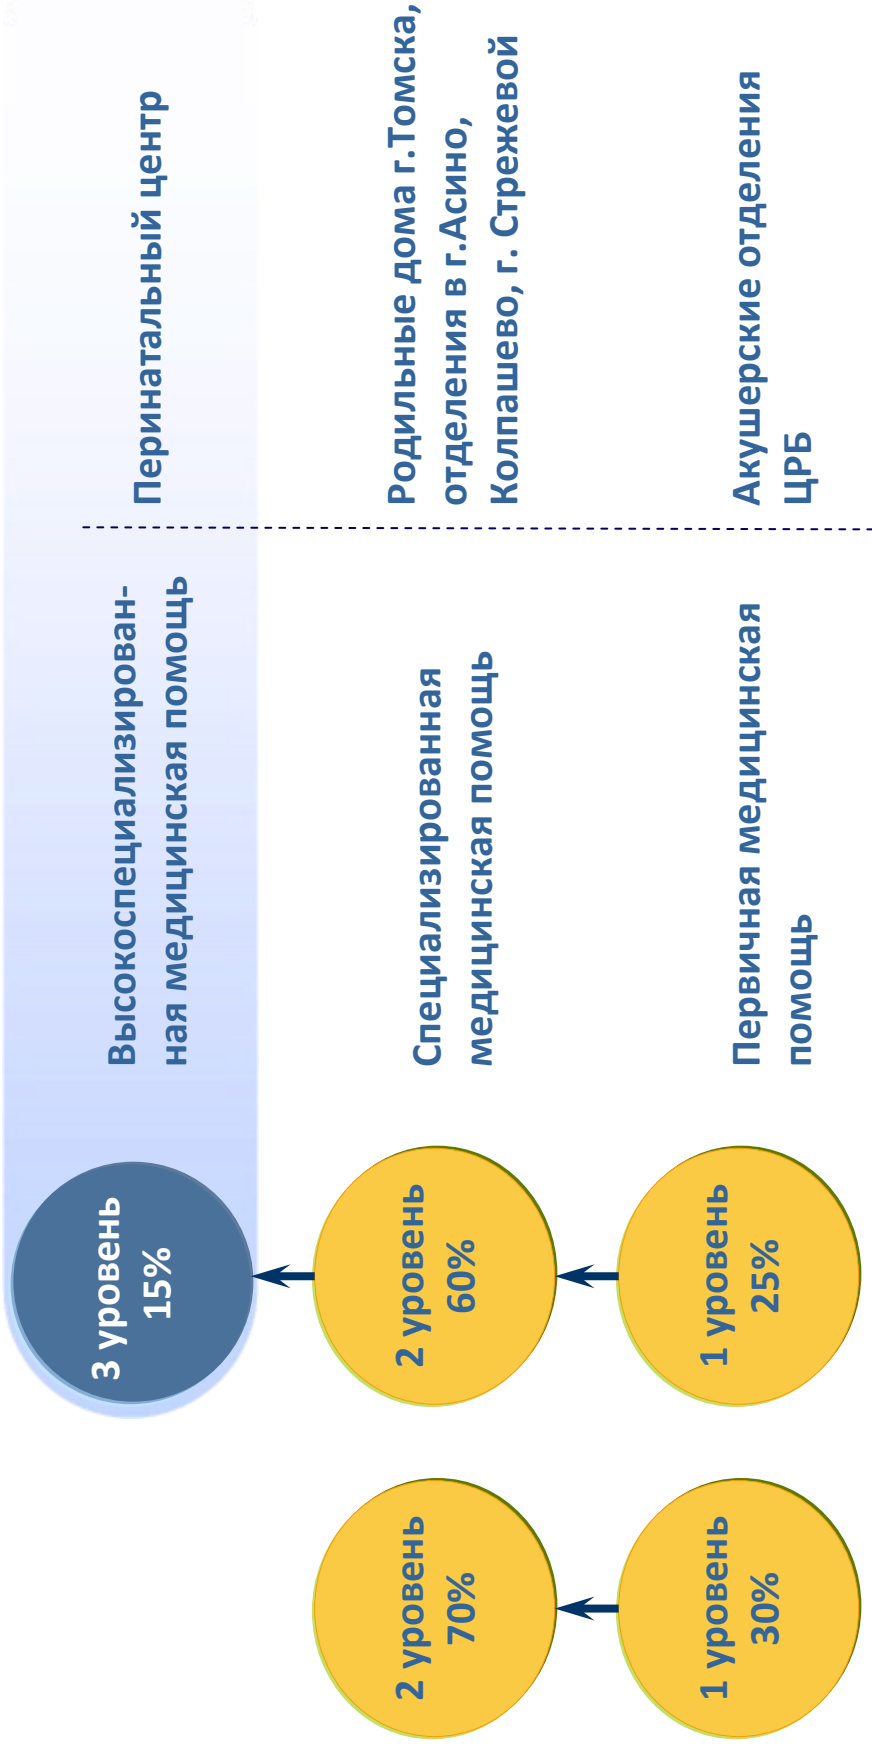 3 уровень
15%
Высокоспециализирован-
ная медицинская помощь
Перинатальный центр
2 уровень
70%
2 уровень
60%
Специализированная
медицинская помощь
Родильные дома г.Томска,
отделения в г.Асино,
Колпашево, г. Стрежевой
1 уровень
30%
1 уровень
25%
Первичная медицинская
помощь
Акушерские отделения
ЦРБ